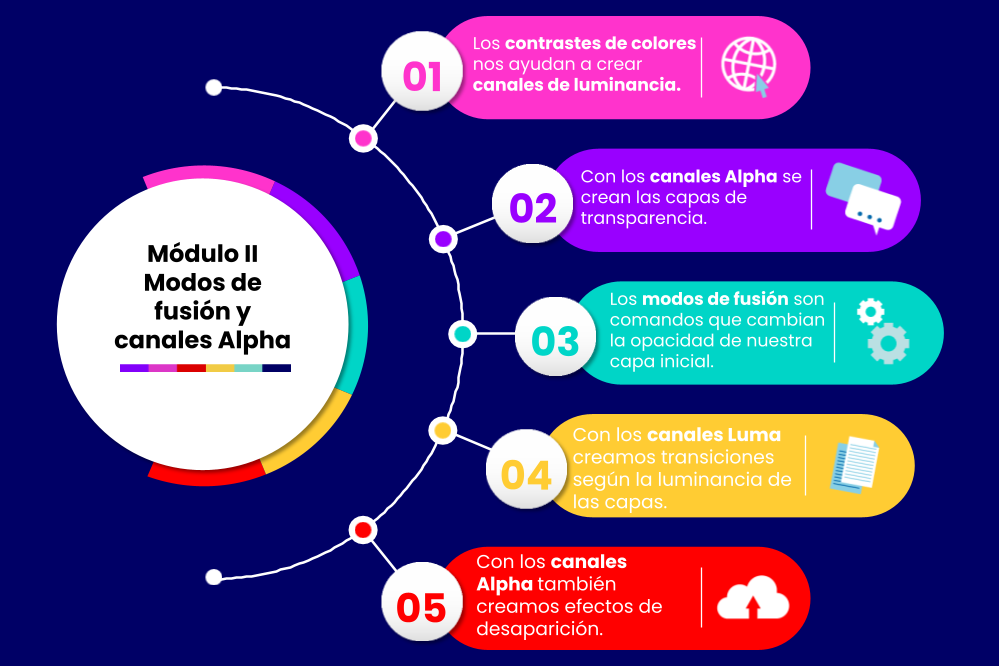 Módulo II
Modos de
fusión y
canales Alpha
01
Los contrastes de colores
nos ayudan a crear
canales de luminancia.
02
Con los canales Alpha se
crean las capas de
transparencia.
03
Los modos de fusión son
comandos que cambian
la opacidad de nuestra
capa inicial.
04
Con los canales Luma
creamos transiciones
según la luminancia de
las capas.
05
Con los canales
Alpha también
creamos efectos de
desaparición.